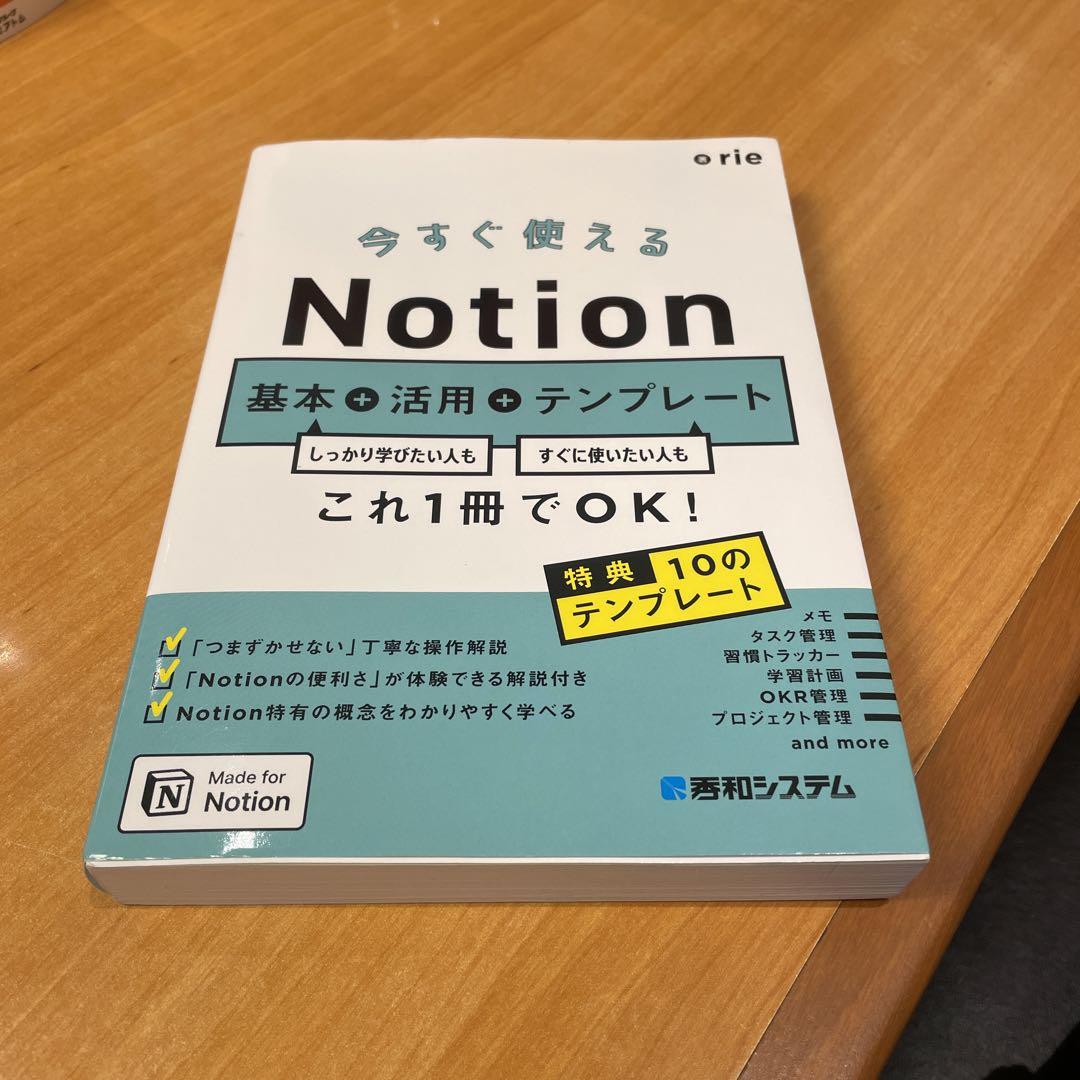 著 rie
今すぐ使える
Notion
基本+活用+テンプレート
しっかり学びたい人も
すぐに使いたい人も
これ1冊でOK!
特典 10の
テンプレート
「つまずかせない」丁寧な操作解説
「Notionの便利さ」が体験できる解説付き
Notion特有の概念をわかりやすく学べる
メモ
タスク管理
習慣トラッカー
学習計画
OKR管理
プロジェクト管理
and more
N
Made for
Notion
秀和システム